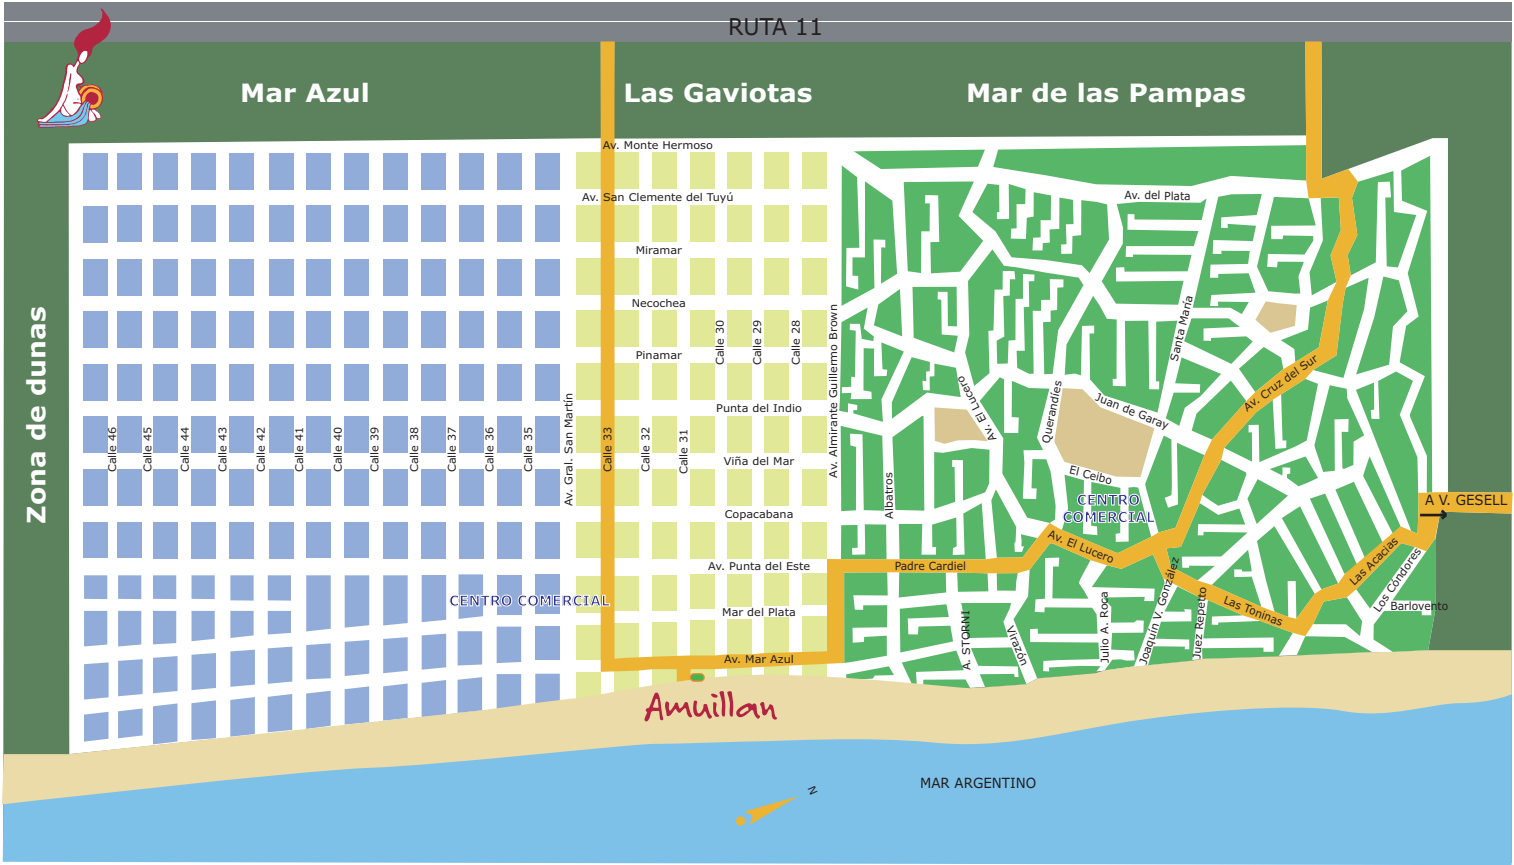 RUTA 11
Mar Azul
Las Gaviotas
Mar de las Pampas
Av. Monte Hermoso
Av. San Clemente del Tuyú
Av. del Plata
Miramar
Necochea
Pinamar
Calle 30
Calle 29
Calle 28
Av. Almirante Guillermo Brown
Santa María
Zona de dunas
Punta del Indio
Av. El Lucero
Querandíes
Juan de Garay
Av. Cruz del Sur
Calle 46
Calle 45
Calle 44
Calle 43
Calle 42
Calle 41
Calle 40
Calle 39
Calle 38
Calle 37
Calle 36
Calle 35
Av. Gral. San Martín
Calle 33
Calle 32
Calle 31
Viña del Mar
Albatros
El Ceibo
CENTRO
COMERCIAL
A V. GESELL
Copacabana
Av. El Lucero
Av. Punta del Este
Padre Cardiel
Las Acacias
Los Cóndores
Barlovento
CENTRO COMERCIAL
Mar del Plata
A. STORNI
Virazón
Julio A. Roca
Joaquín V. González
Juez Repetto
Las Toninas
Av. Mar Azul
Amuillan
MAR ARGENTINO
N